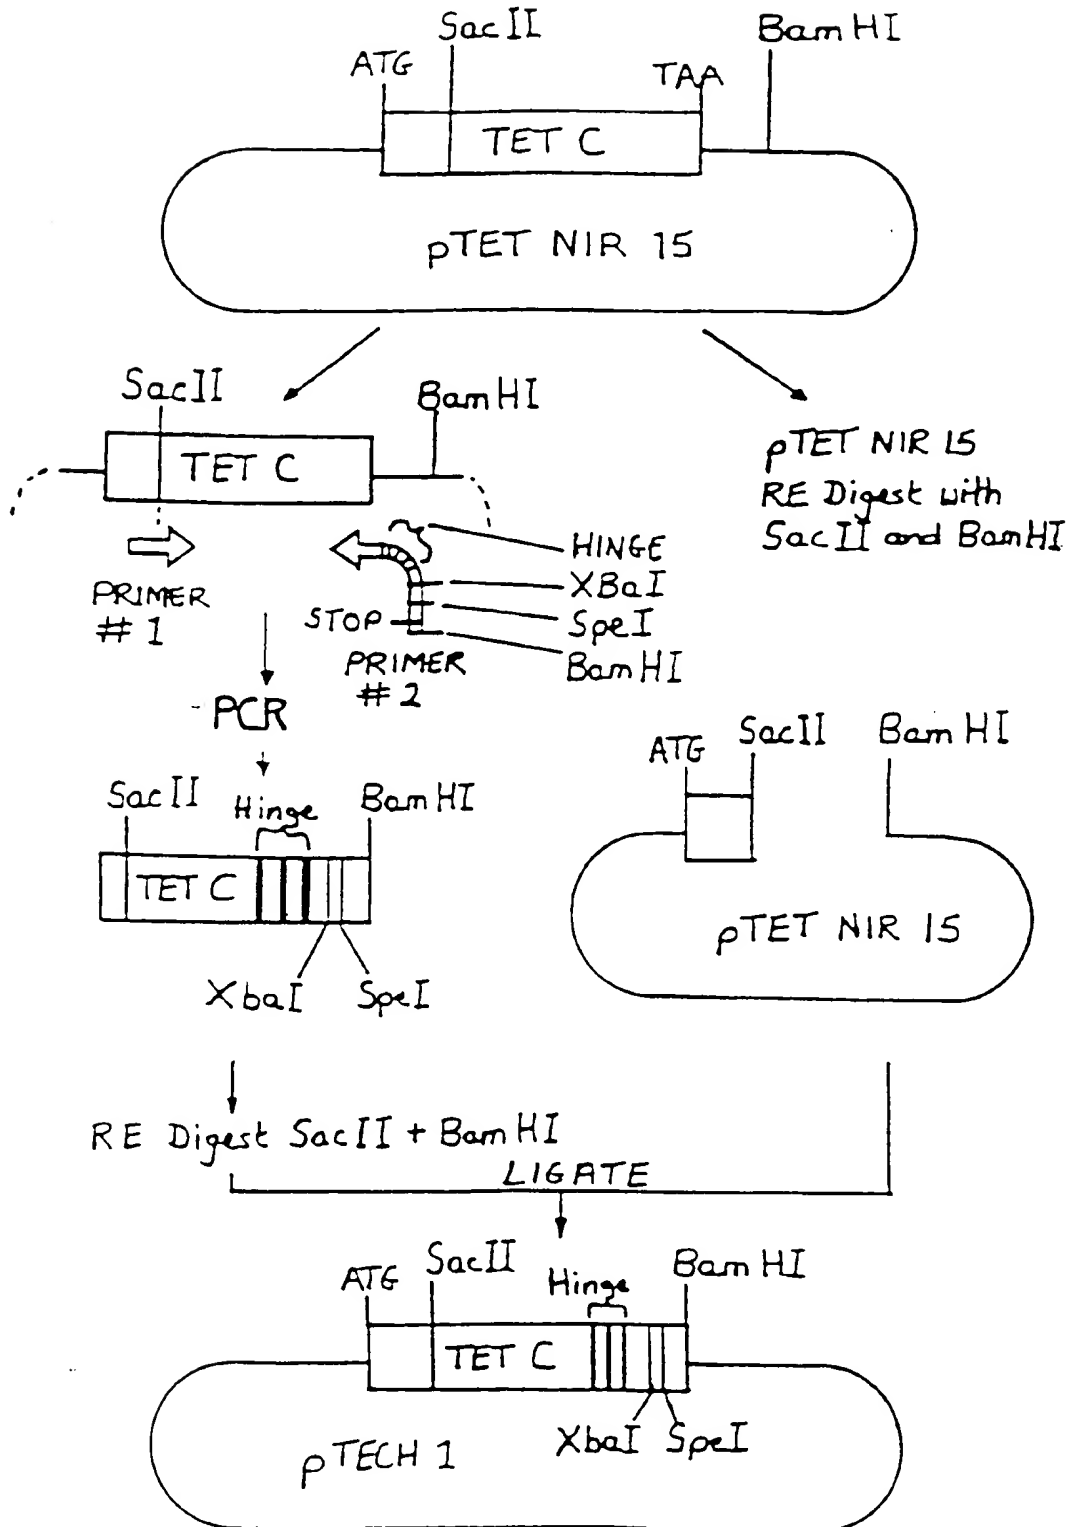 SacII
BamHI
ATG
TAA
TET C
pTET NIR 15
SacII
BamHI
TET C
pTET NIR 15
RE Digest with
SacII and BamHI
HINGE
XBaI
SpeI
BamHI
STOP
PRIMER
# 1
PRIMER
# 2
PCR
SacII
Hinge
BamHI
TET C
XbaI
SpeI
ATG
SacII
BamHI
pTET NIR 15
RE Digest SacII + BamHI
LIGATE
ATG
SacII
Hinge
BamHI
TET C
XbaI
SpeI
pTECH 1